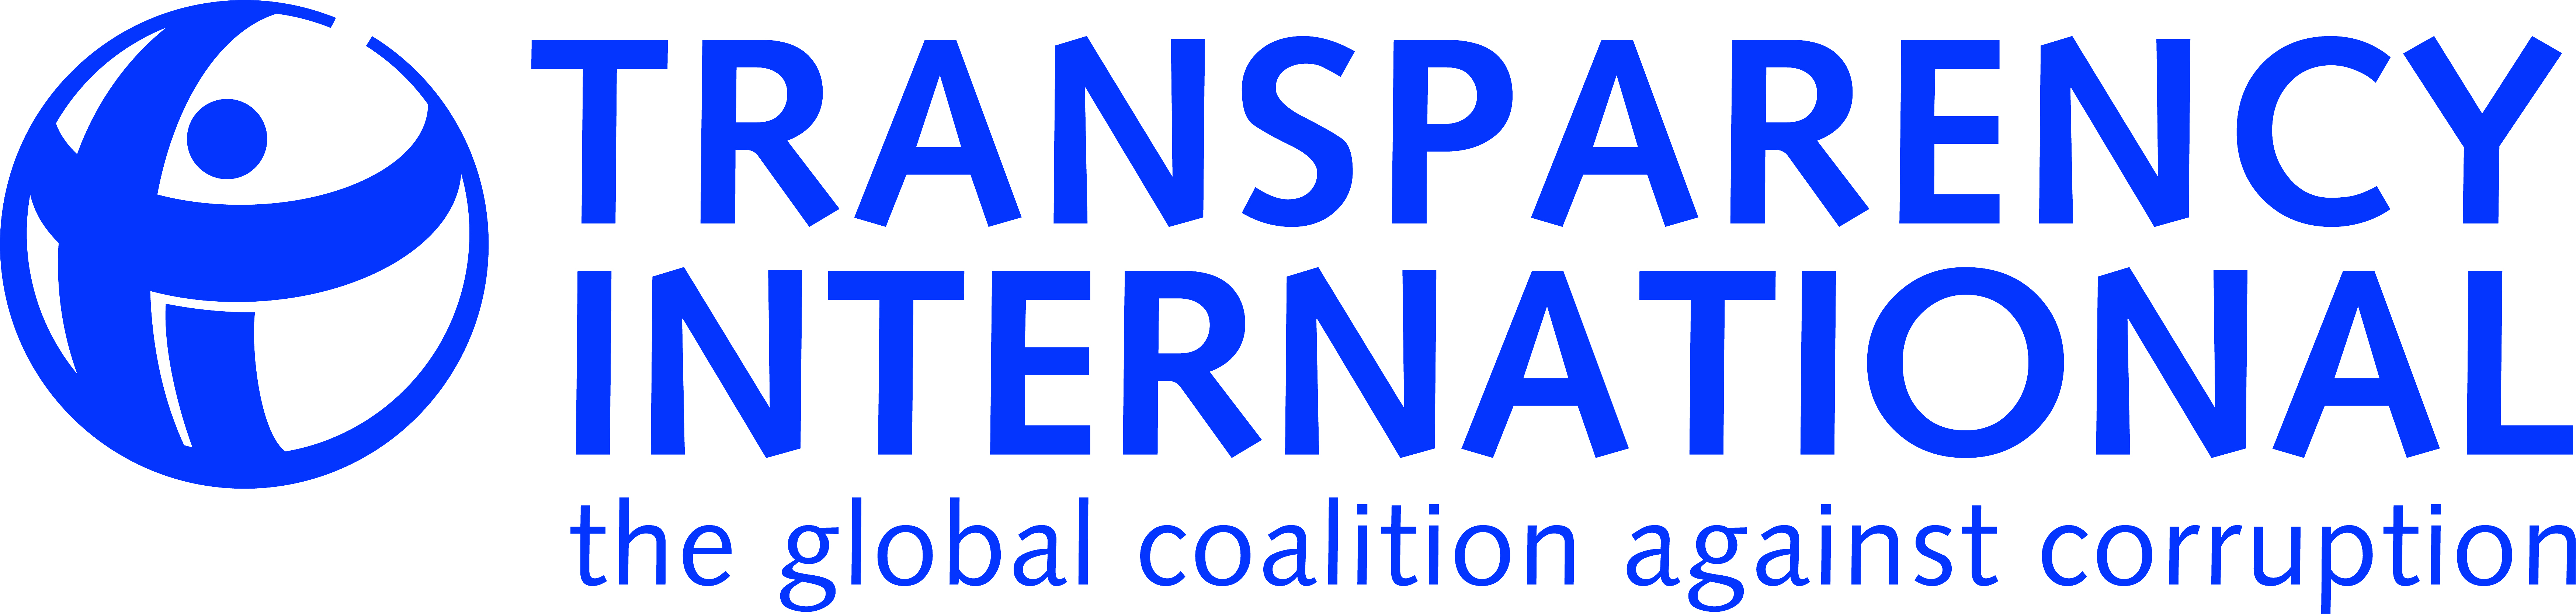 TRANSPARENCY
INTERNATIONAL
the global coalition against corruption